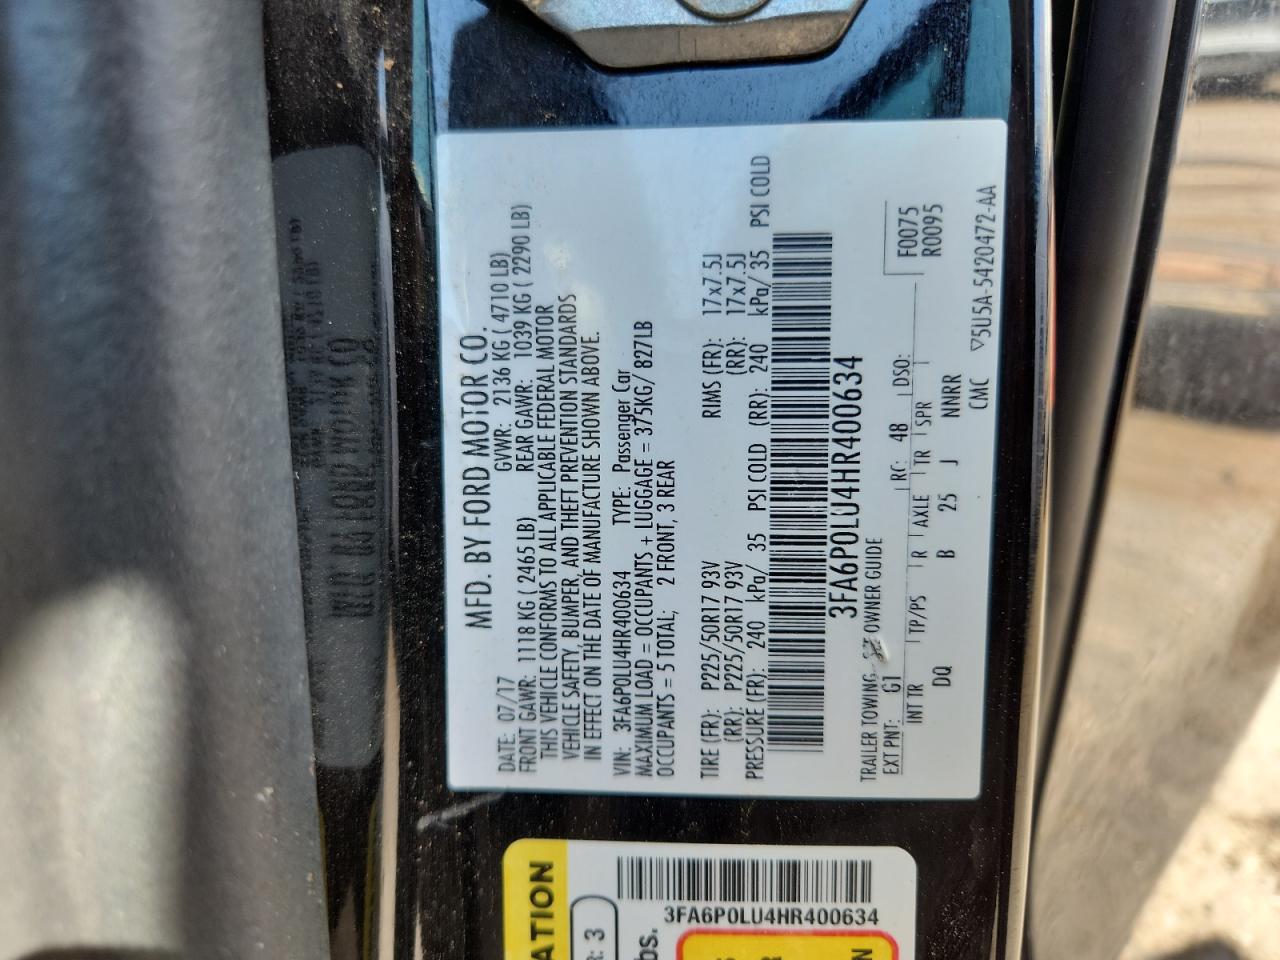 MFD. BY FORD MOTOR CO.
DATE: 07/17 GVWR: 2136 KG ( 4710 LB)
FRONT GAWR: 1118 KG (2465 LB) REAR GAWR: 1039 KG ( 2290 LB)
THIS VEHICLE CONFORMS TO ALL APPLICABLE FEDERAL MOTOR
VEHICLE SAFETY, BUMPER, AND THEFT PREVENTION STANDARDS
IN EFFECT ON THE DATE OF MANUFACTURE SHOWN ABOVE.
VIN: 3FA6P0LU4HR400634 TYPE: Passenger Car
MAXIMUM LOAD = OCCUPANTS + LUGGAGE = 375KG/ 827LB
OCCUPANTS = 5 TOTAL; 2 FRONT, 3 REAR
TIRE (FR): P225/50R17 93V RIMS (FR): 17x7.5J
(RR): P225/50R17 93V (RR): 17x7.5J
PRESSURE (FR): 240 kPa/ 35 PSI COLD (RR): 240 kPa/ 35 PSI COLD
3FA6P0LU4HR400634
TRAILER TOWING- SEE OWNER GUIDE
EXT PNT: G1 RC: 48 DSO: F0075
INT TR TP/PS R AXLE TR SPR R0095
DQ B 25 J NNRR
CMC ▽5U5A-5420472-AA
ATION
R: 3
3FA6P0LU4HR400634
bs.